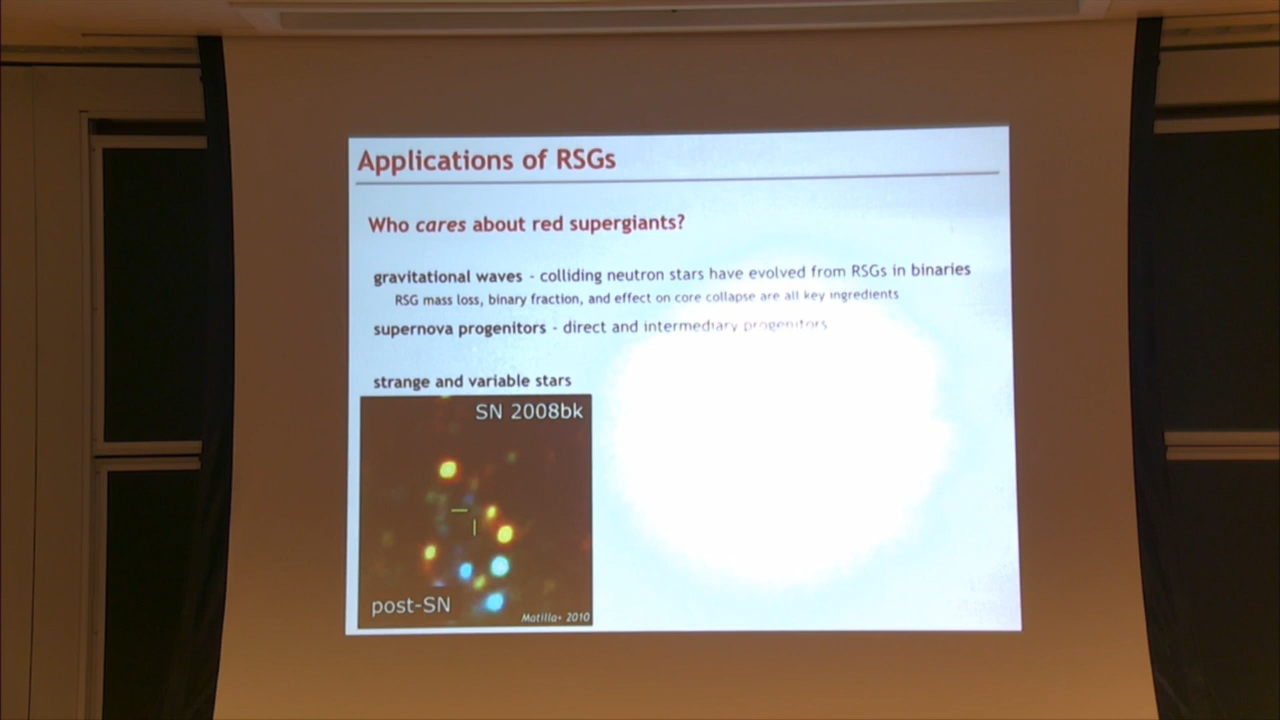 Applications of RSGs
Who cares about red supergiants?
gravitational waves - colliding neutron stars have evolved from RSGs in binaries
RSG mass loss, binary fraction, and effect on core collapse are all key ingredients
supernova progenitors - direct and intermediary progenitors
strange and variable stars
SN 2008bk
post-SN
Matilla+ 2010